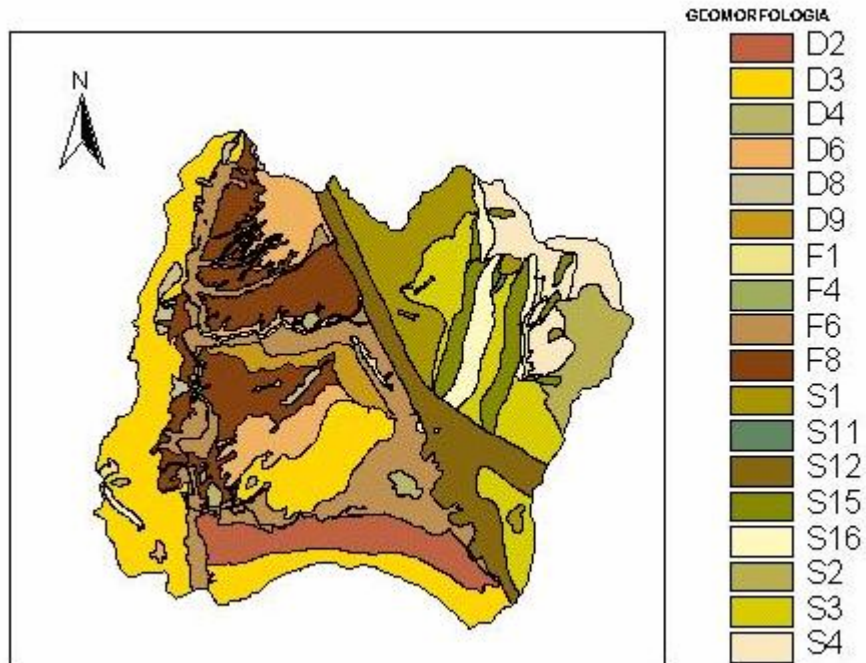 GEOMORFOLOGIA
N
D2
D3
D4
D6
D8
D9
F1
F4
F6
F8
S1
S11
S12
S15
S16
S2
S3
S4